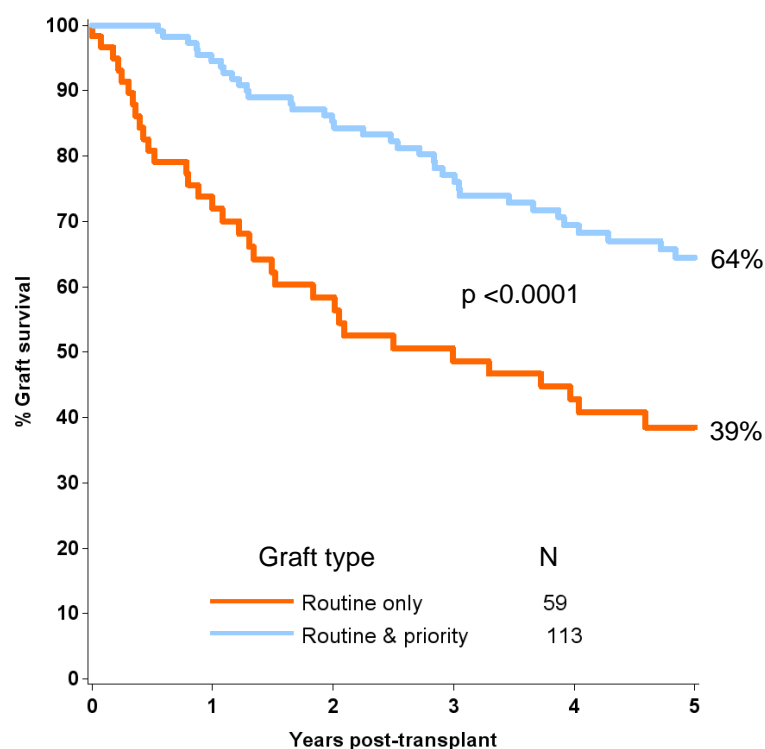 100
90
80
70
60
50
40
30
20
10
0
% Graft survival
64%
p <0.0001
39%
Graft type N
Routine only 59
Routine & priority 113
0 1 2 3 4 5
Years post-transplant